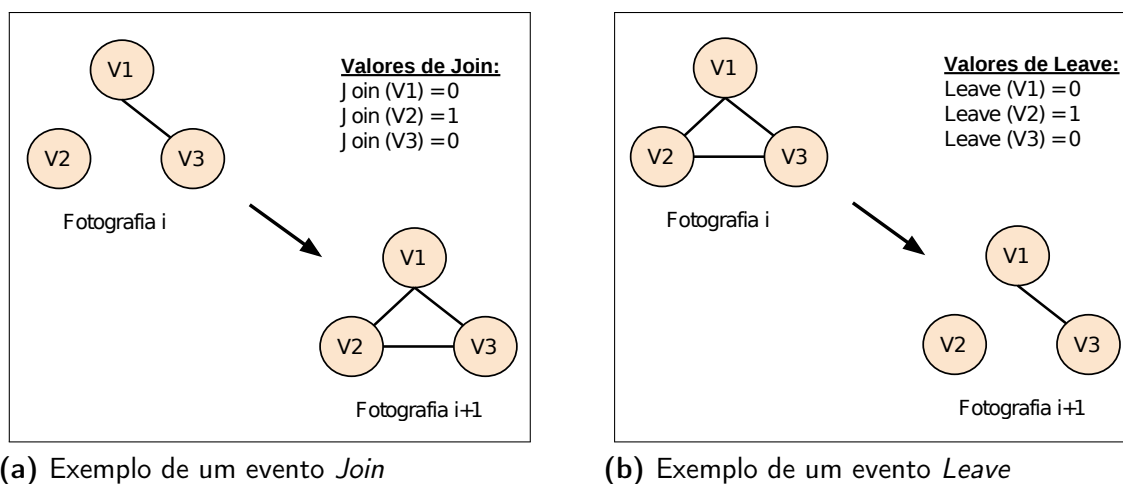 V1
Valores de Join:
Join (V1) = 0
Join (V2) = 1
Join (V3) = 0
V2
V3
Fotografia i
V1
V2
V3
Fotografia i+1
(a) Exemplo de um evento Join
V1
Valores de Leave:
Leave (V1) = 0
Leave (V2) = 1
Leave (V3) = 0
V2
V3
Fotografia i
V1
V2
V3
Fotografia i+1
(b) Exemplo de um evento Leave